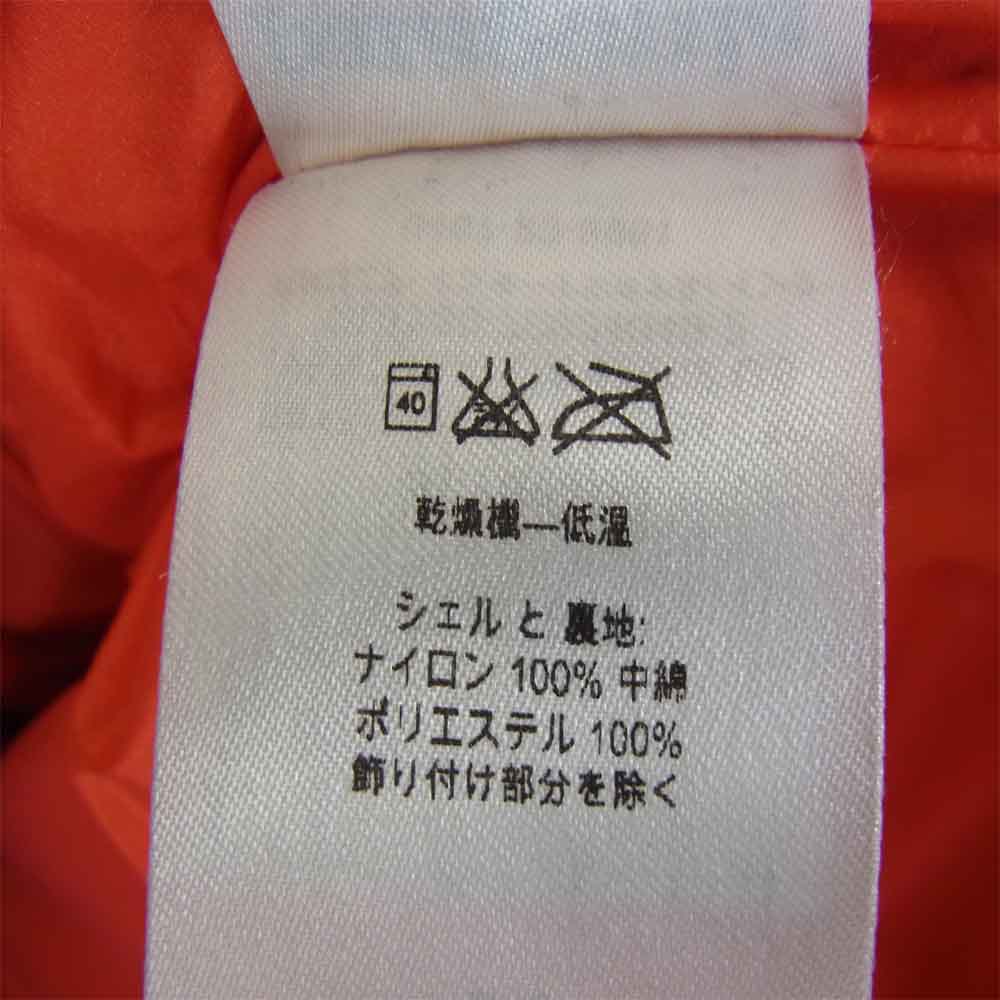 40
乾燥機—低温
シェルと 裏地:
ナイロン 100% 中綿
ポリエステル 100%
飾り付け部分を除く